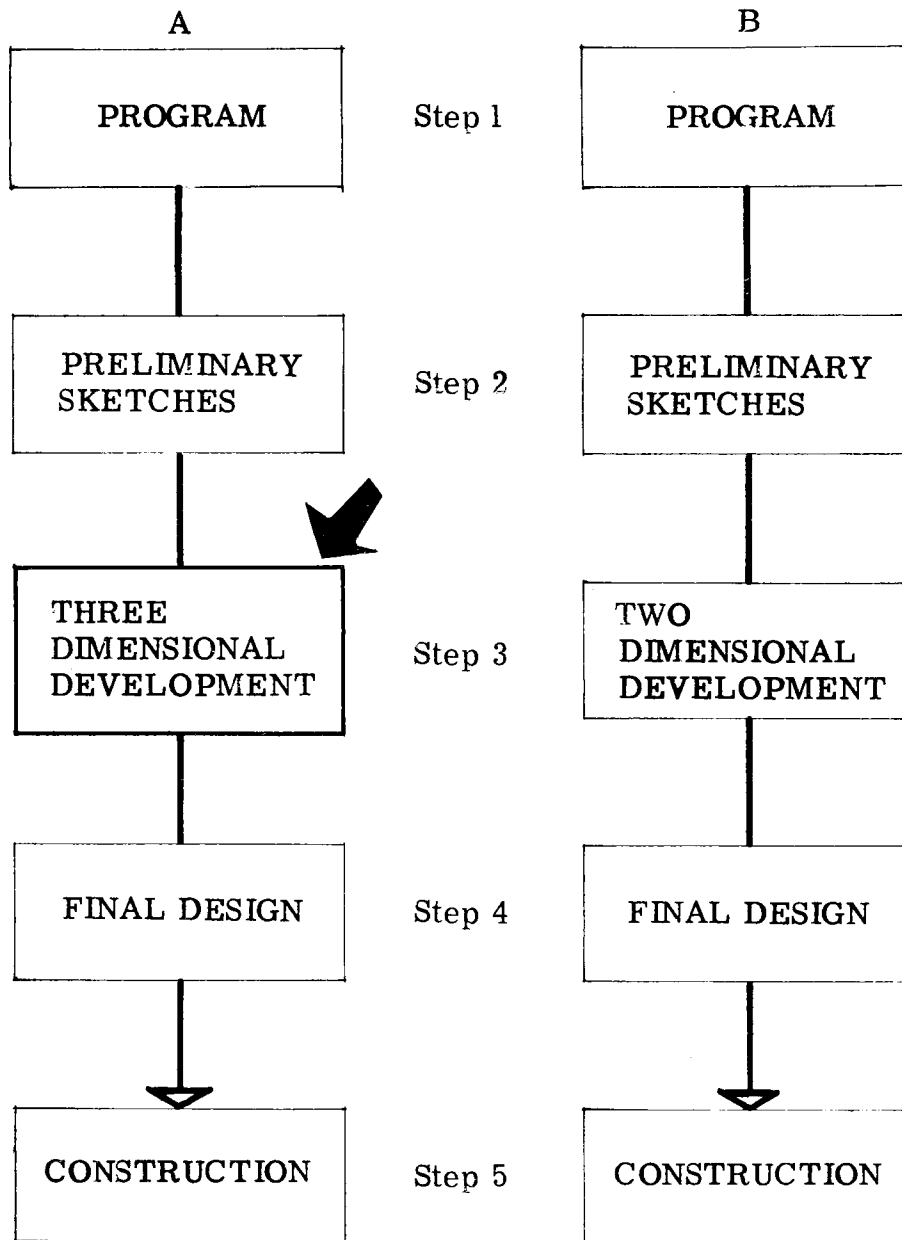 A
B
PROGRAM
Step 1
PROGRAM
PRELIMINARY
SKETCHES
Step 2
PRELIMINARY
SKETCHES
THREE
DIMENSIONAL
DEVELOPMENT
Step 3
TWO
DIMENSIONAL
DEVELOPMENT
FINAL DESIGN
Step 4
FINAL DESIGN
CONSTRUCTION
Step 5
CONSTRUCTION